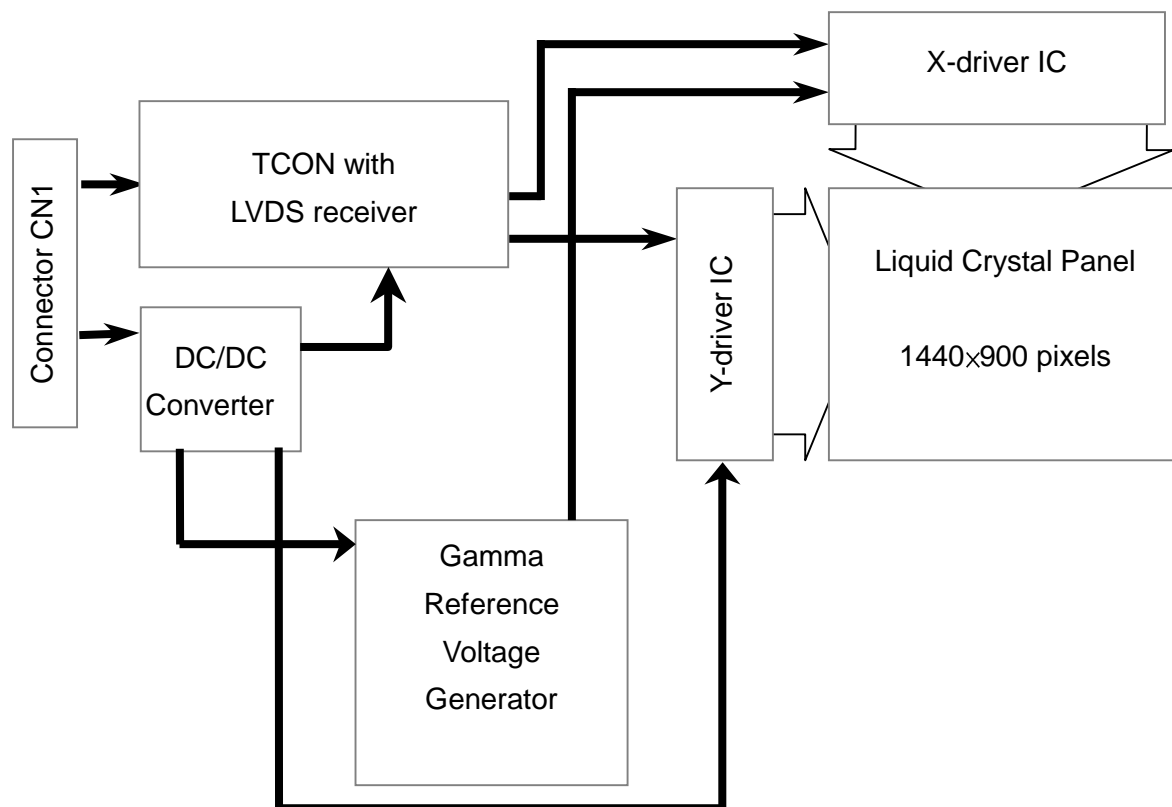 X-driver IC
TCON with
LVDS receiver
Connector CN1
Y-driver IC
Liquid Crystal Panel
1440×900 pixels
DC/DC
Converter
Gamma
Reference
Voltage
Generator